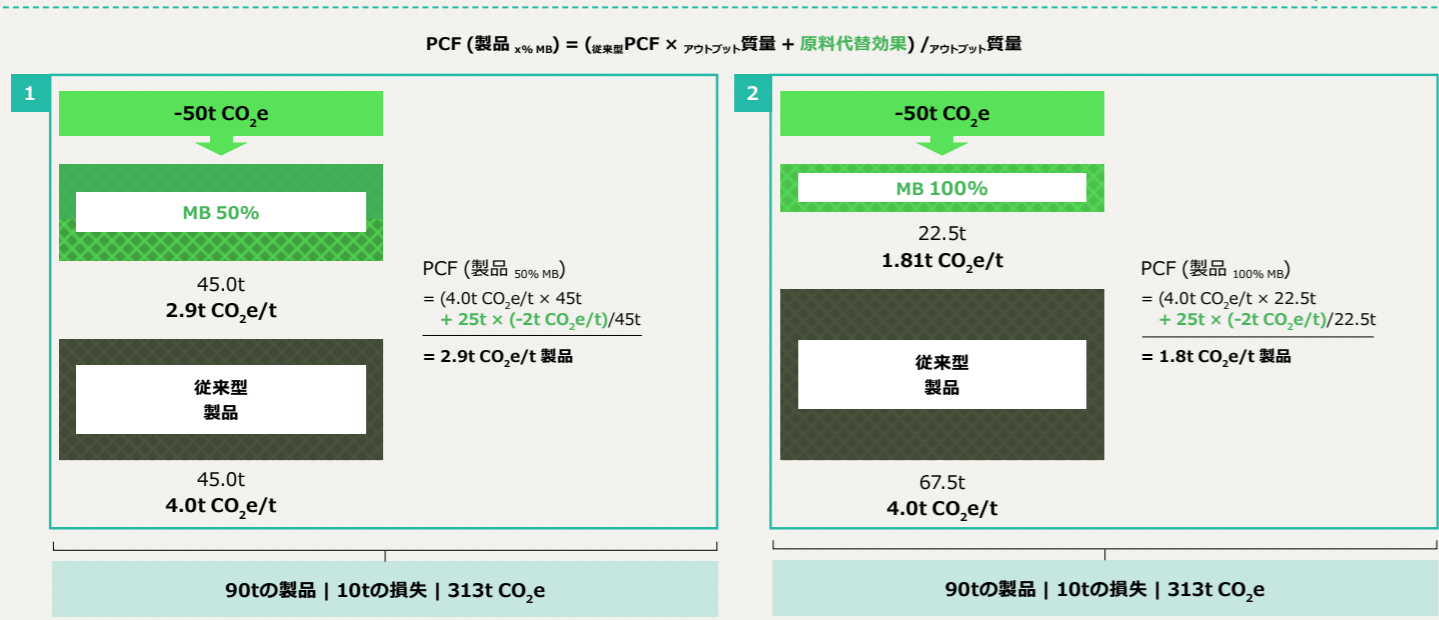 PCF (製品 x% MB) = (従来型PCF × アウトプット質量 + 原料代替効果) /アウトプット質量
1
-50t CO2e
MB 50%
45.0t
2.9t CO2e/t
従来型
製品
45.0t
4.0t CO2e/t
PCF (製品 50% MB)
= (4.0t CO2e/t × 45t
+ 25t × (-2t CO2e/t)/45t
= 2.9t CO2e/t 製品
90tの製品 | 10tの損失 | 313t CO2e
2
-50t CO2e
MB 100%
22.5t
1.81t CO2e/t
従来型
製品
67.5t
4.0t CO2e/t
PCF (製品 100% MB)
= (4.0t CO2e/t × 22.5t
+ 25t × (-2t CO2e/t)/22.5t
= 1.8t CO2e/t 製品
90tの製品 | 10tの損失 | 313t CO2e